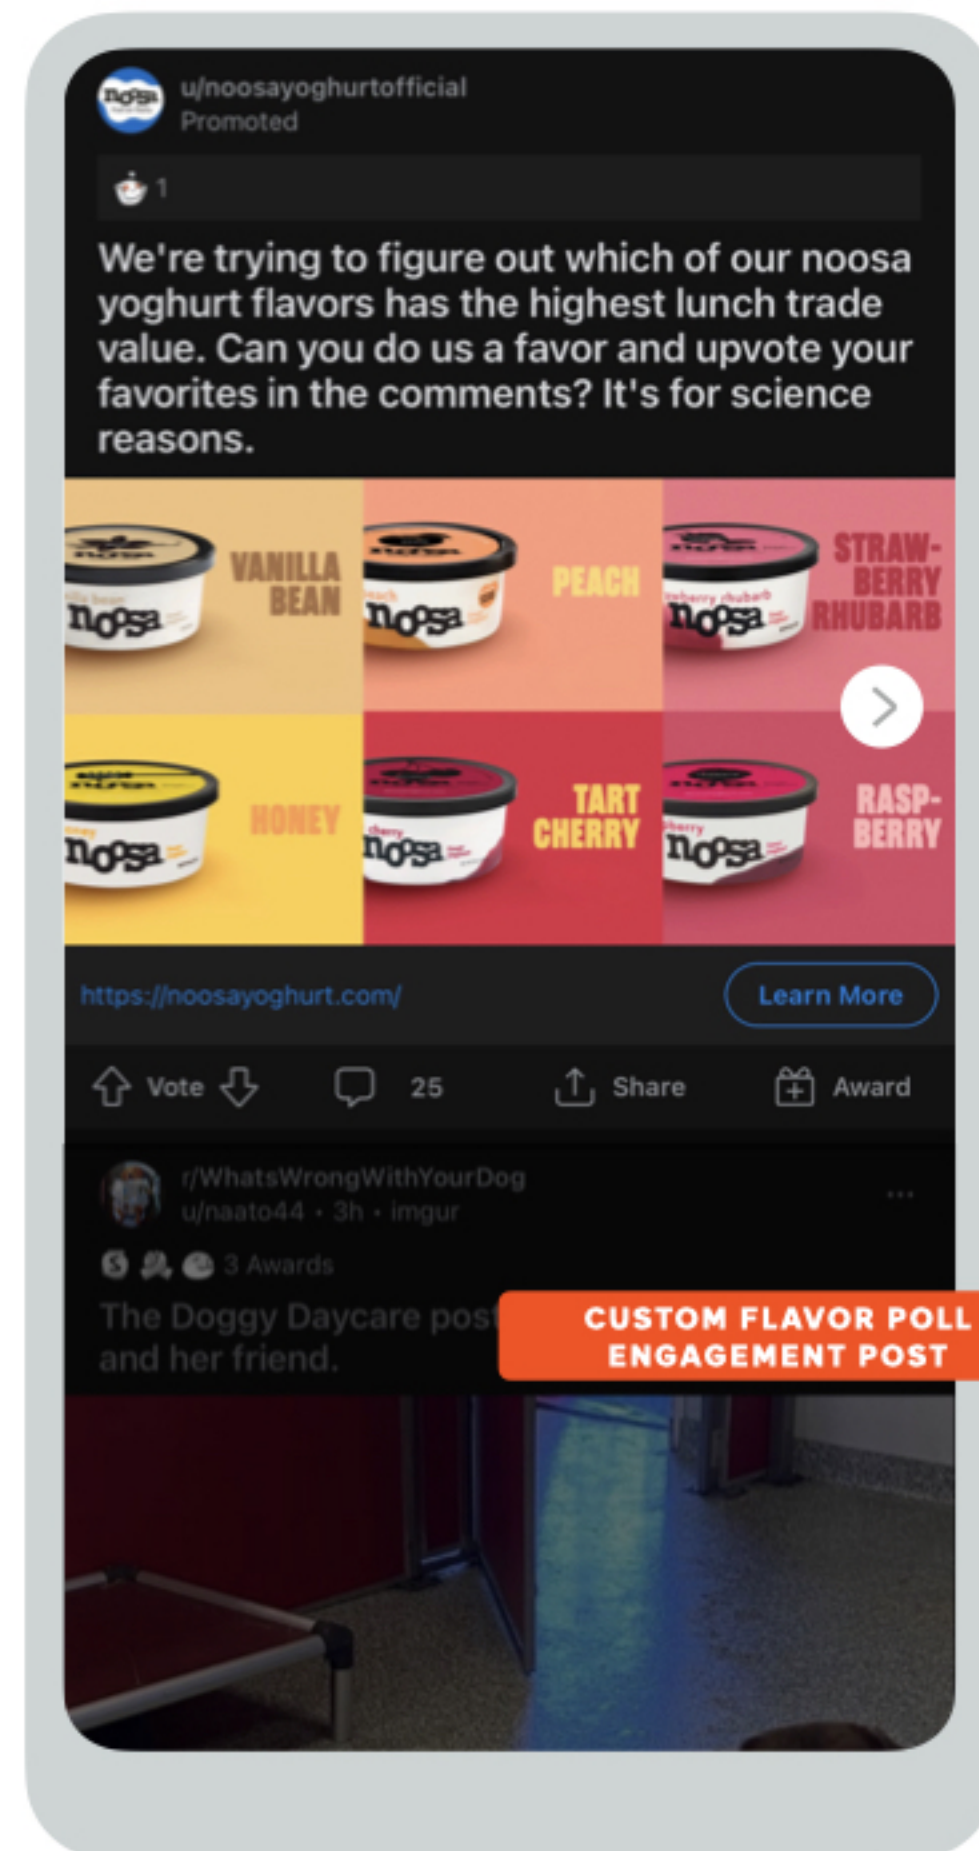 noosa
u/noosayoghurtofficial
Promoted
1
We're trying to figure out which of our noosa
yoghurt flavors has the highest lunch trade
value. Can you do us a favor and upvote your
favorites in the comments? It's for science
reasons.
VANILLA
BEAN
noosa
PEACH
noosa
STRAW-
BERRY
RHUBARB
noosa
HONEY
noosa
TART
CHERRY
cherry
noosa
RASP-
BERRY
noosa
https://noosayoghurt.com/
Learn More
Vote
25
Share
Award
r/WhatsWrongWithYourDog
u/naato44 • 3h • imgur
...
3 Awards
The Doggy Daycare post
and her friend.
CUSTOM FLAVOR POLL
ENGAGEMENT POST